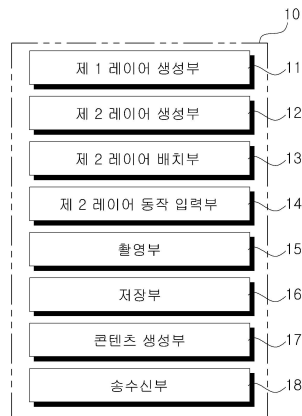 10
제 1 레이어 생성부 11
제 2 레이어 생성부 12
제 2 레이어 배치부 13
제 2 레이어 동작 입력부 14
촬영부 15
저장부 16
콘텐츠 생성부 17
송수신부 18